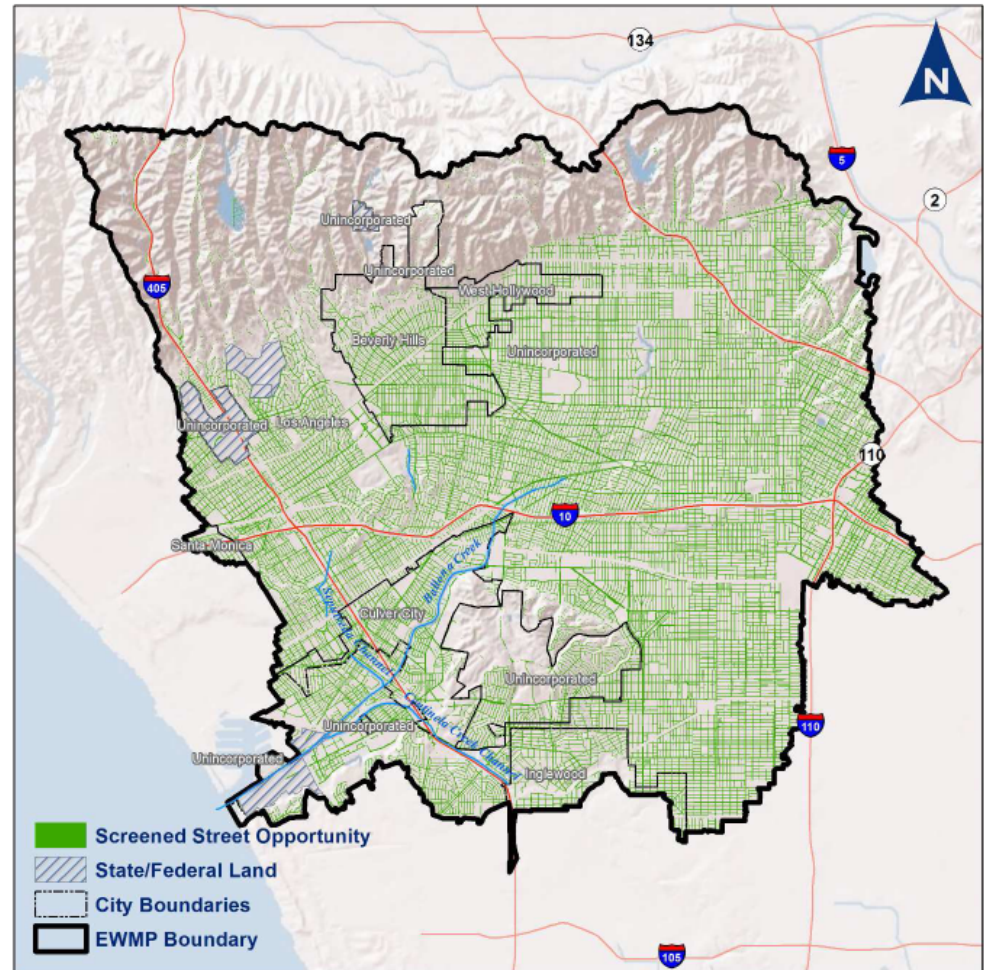 134
N
5
2
Unincorporated
Unincorporated
405
West Hollywood
Beverly Hills
Unincorporated
Unincorporated
Los Angeles
110
10
Santa Monica
Ballona Creek
Culver City
Sepulveda Channel
Unincorporated
Centinela Creek Channel
Unincorporated
110
Unincorporated
Inglewood
Screened Street Opportunity
State/Federal Land
City Boundaries
EWMP Boundary
105